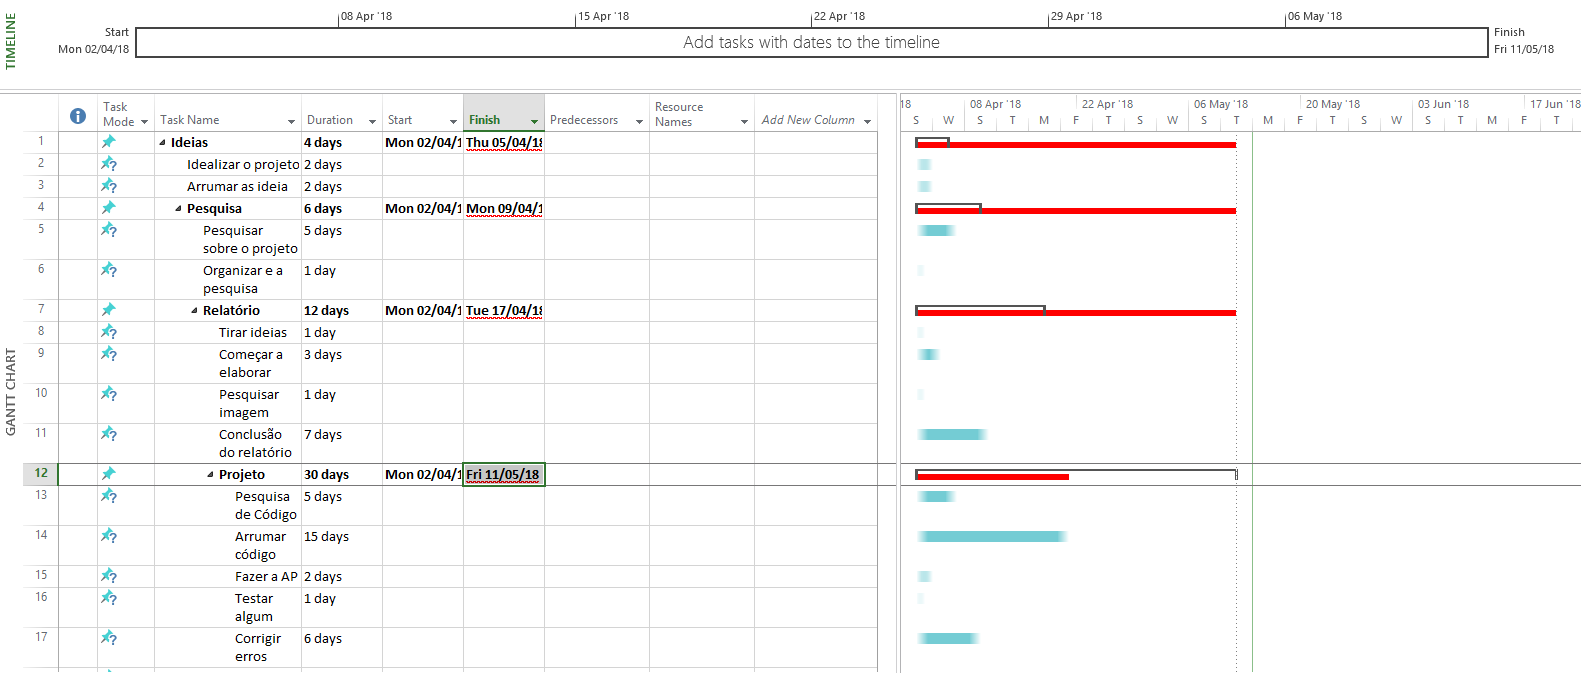 TIMELINE
08 Apr '18 15 Apr '18 22 Apr '18 29 Apr '18 06 May '18
Start
Mon 02/04/18
Add tasks with dates to the timeline
Finish
Fri 11/05/18
GANTT CHART
Task Mode Task Name Duration Start Finish Predecessors Resource Names Add New Column
18 08 Apr '18 22 Apr '18 06 May '18 20 May '18 03 Jun '18 17 Jun '18
S W S T M F T S W S T M F T S W S T M F T
1 Ideias 4 days Mon 02/04/1 Thu 05/04/18
2 Idealizar o projeto 2 days
3 Arrumar as ideia 2 days
4 Pesquisa 6 days Mon 02/04/1 Mon 09/04/1
5 Pesquisar 5 days
sobre o projeto
6 Organizar e a 1 day
pesquisa
7 Relatório 12 days Mon 02/04/1 Tue 17/04/18
8 Tirar ideias 1 day
9 Começar a 3 days
elaborar
10 Pesquisar 1 day
imagem
11 Conclusão 7 days
do relatório
12 Projeto 30 days Mon 02/04/1 Fri 11/05/18
13 Pesquisa 5 days
de Código
14 Arrumar 15 days
código
15 Fazer a AP 2 days
16 Testar 1 day
algum
17 Corrigir 6 days
erros